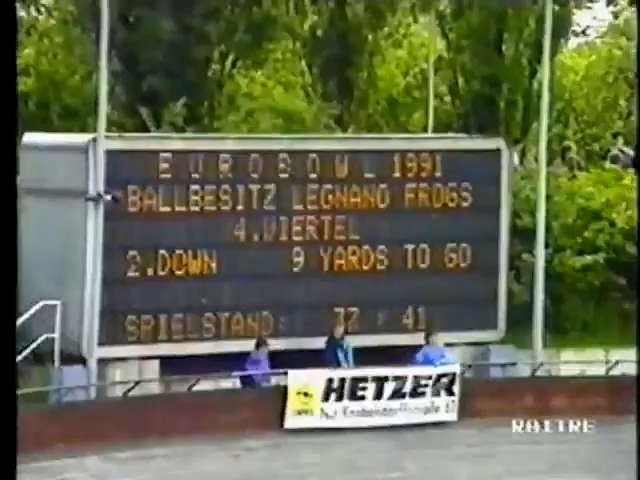 EUROBOWL 1991
BALLBESITZ LEGNANO FROGS
4.VIERTEL
2.DOWN 9 YARDS TO GO
SPIELSTAND: : 41
HETZER
RAITRE